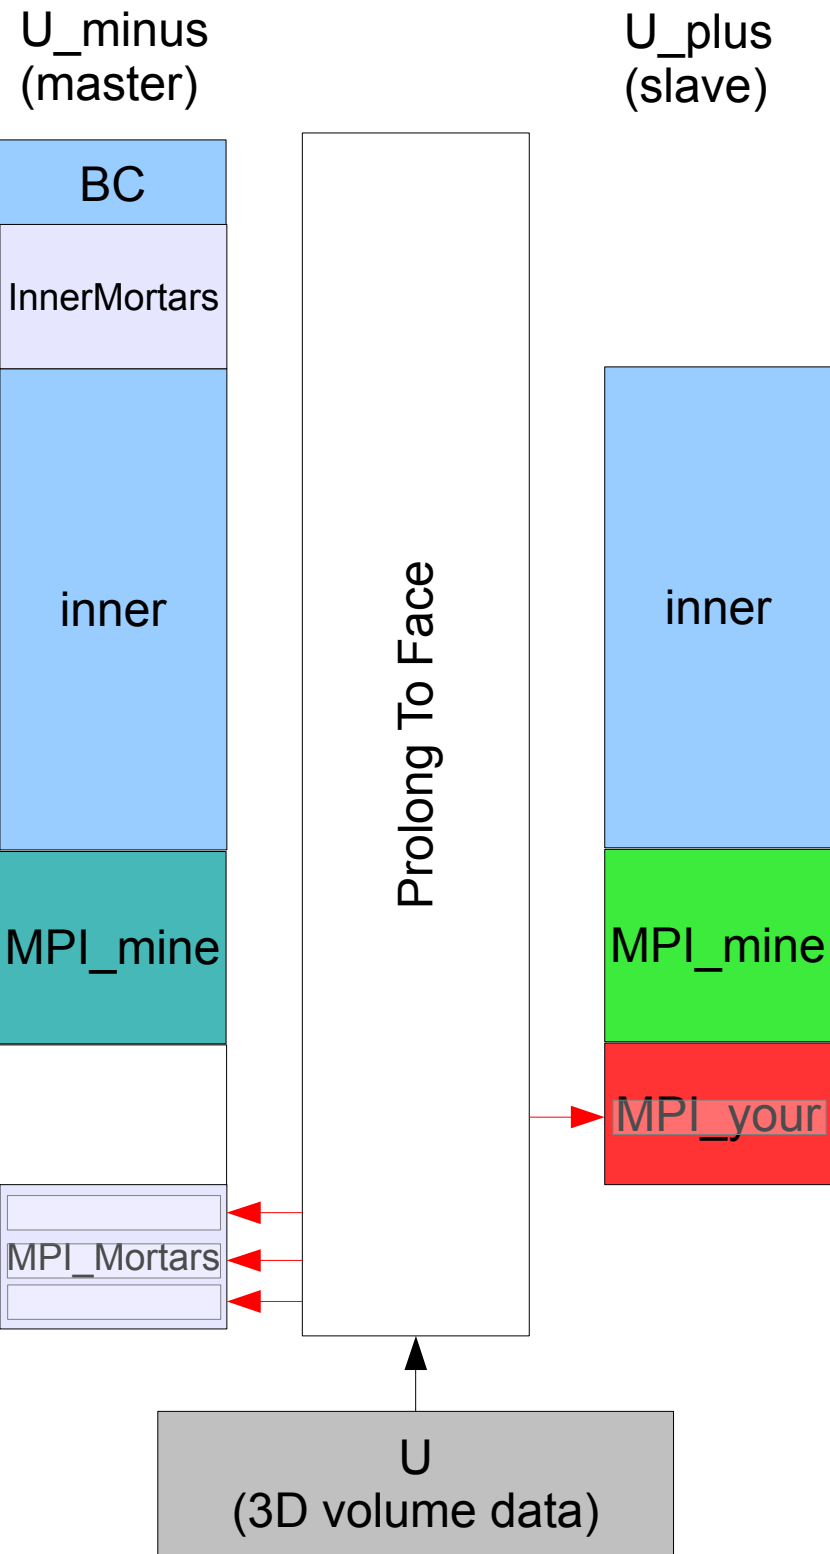 U_minus
(master)
U_plus
(slave)
BC
InnerMortars
inner
inner
Prolong To Face
MPI_mine
MPI_mine
MPI_your
MPI_Mortars
U
(3D volume data)